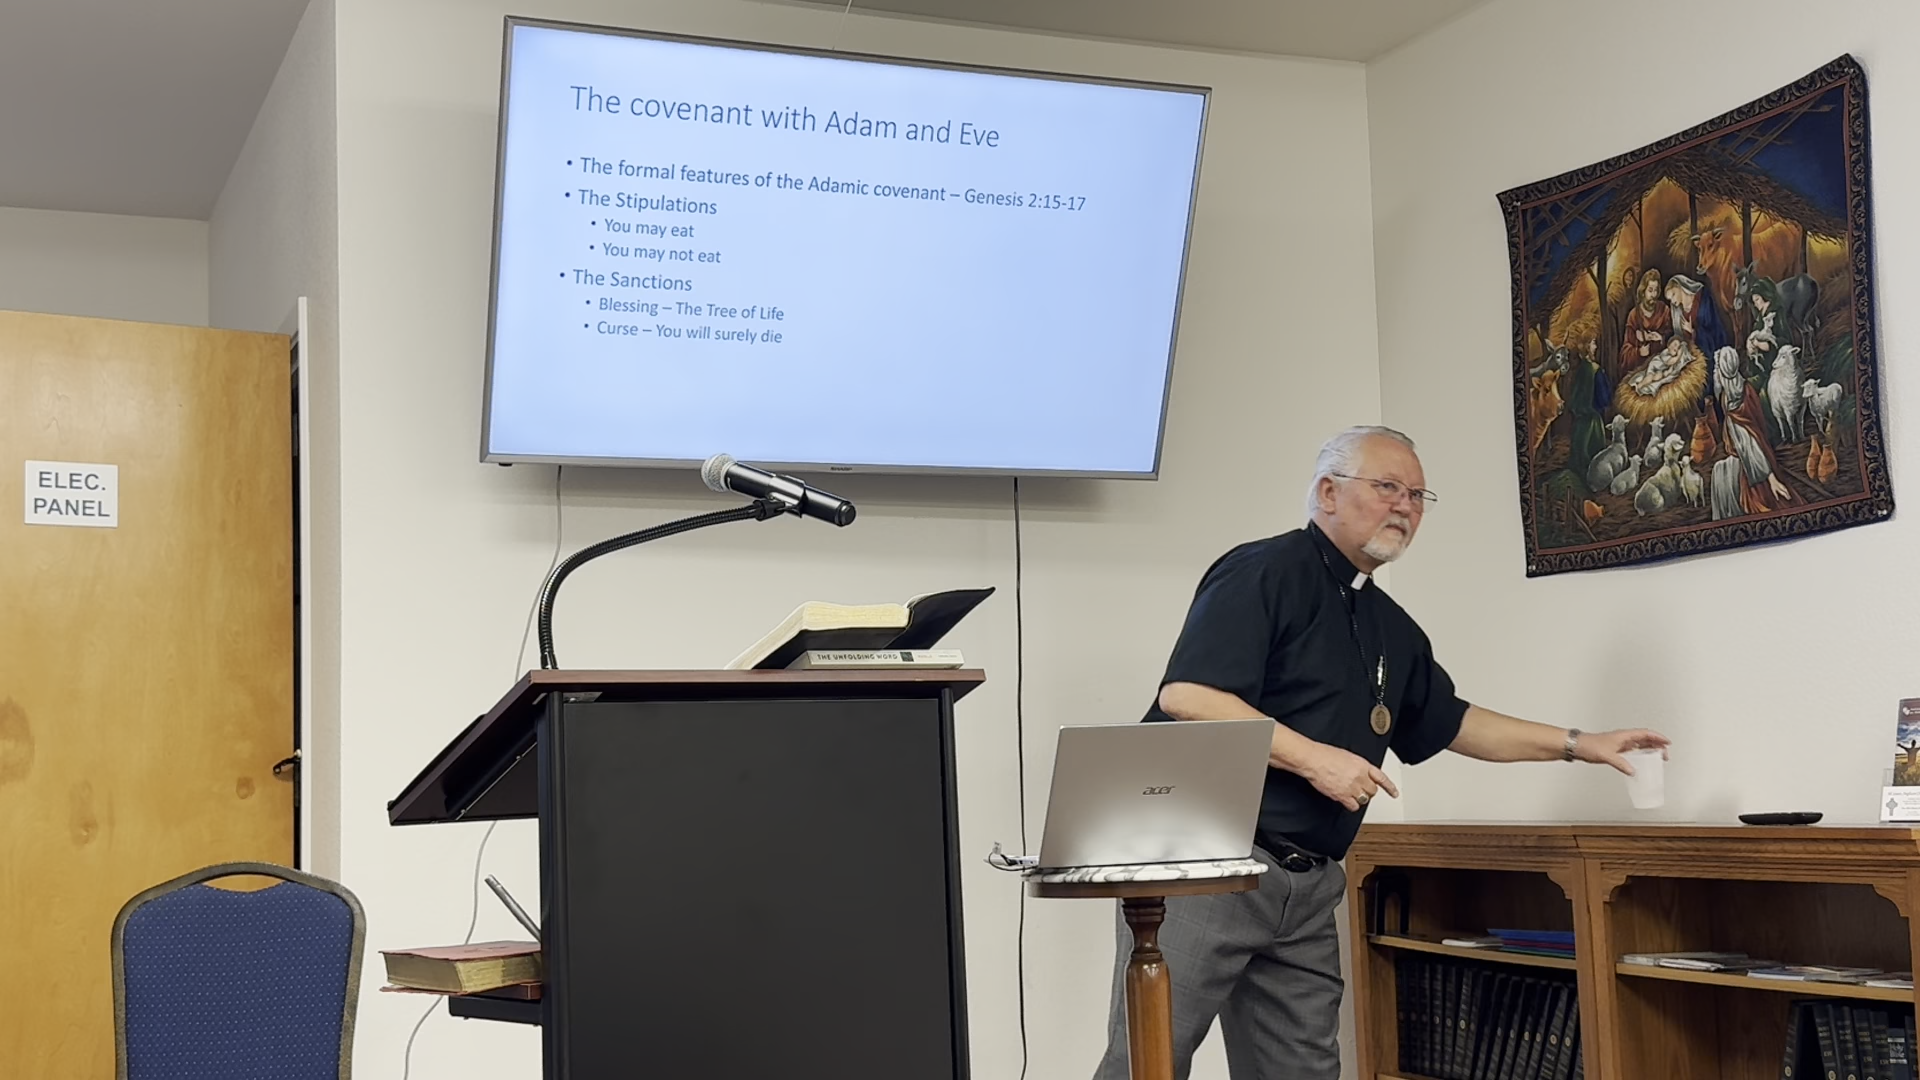 The covenant with Adam and Eve
• The formal features of the Adamic covenant – Genesis 2:15-17
• The Stipulations
• You may eat
• You may not eat
• The Sanctions
• Blessing – The Tree of Life
• Curse – You will surely die
SHARP
ELEC.
PANEL
THE UNFOLDING WORD
acer